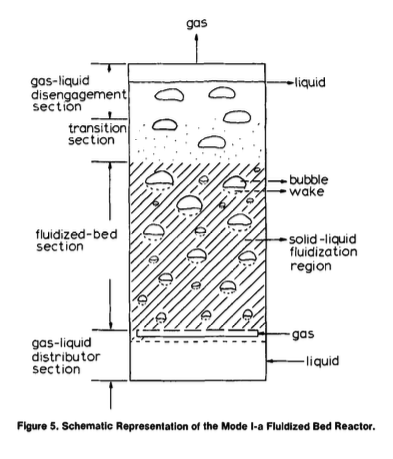 gas
gas-liquid
disengagement
section
liquid
transition
section
bubble
wake
fluidized-bed
section
solid-liquid
fluidization
region
gas
gas-liquid
distributor
section
liquid
Figure 5. Schematic Representation of the Mode I-a Fluidized Bed Reactor.